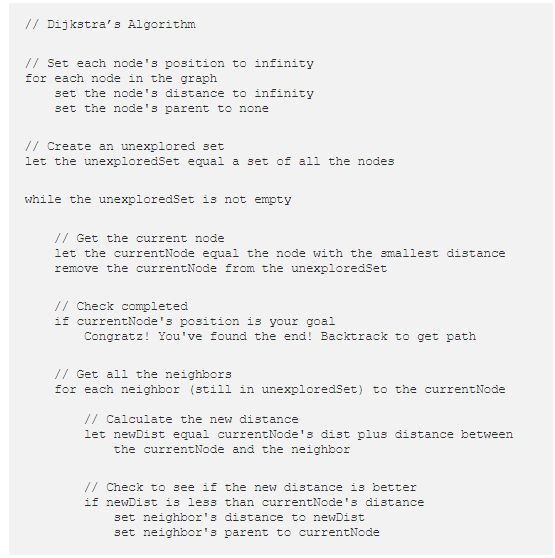 // Dijkstra’s Algorithm
// Set each node's position to infinity
for each node in the graph
set the node's distance to infinity
set the node's parent to none
// Create an unexplored set
let the unexploredSet equal a set of all the nodes
while the unexploredSet is not empty
// Get the current node
let the currentNode equal the node with the smallest distance
remove the currentNode from the unexploredSet
// Check completed
if currentNode's position is your goal
Congratz! You've found the end! Backtrack to get path
// Get all the neighbors
for each neighbor (still in unexploredSet) to the currentNode
// Calculate the new distance
let newDist equal currentNode's dist plus distance between
the currentNode and the neighbor
// Check to see if the new distance is better
if newDist is less than currentNode's distance
set neighbor's distance to newDist
set neighbor's parent to currentNode